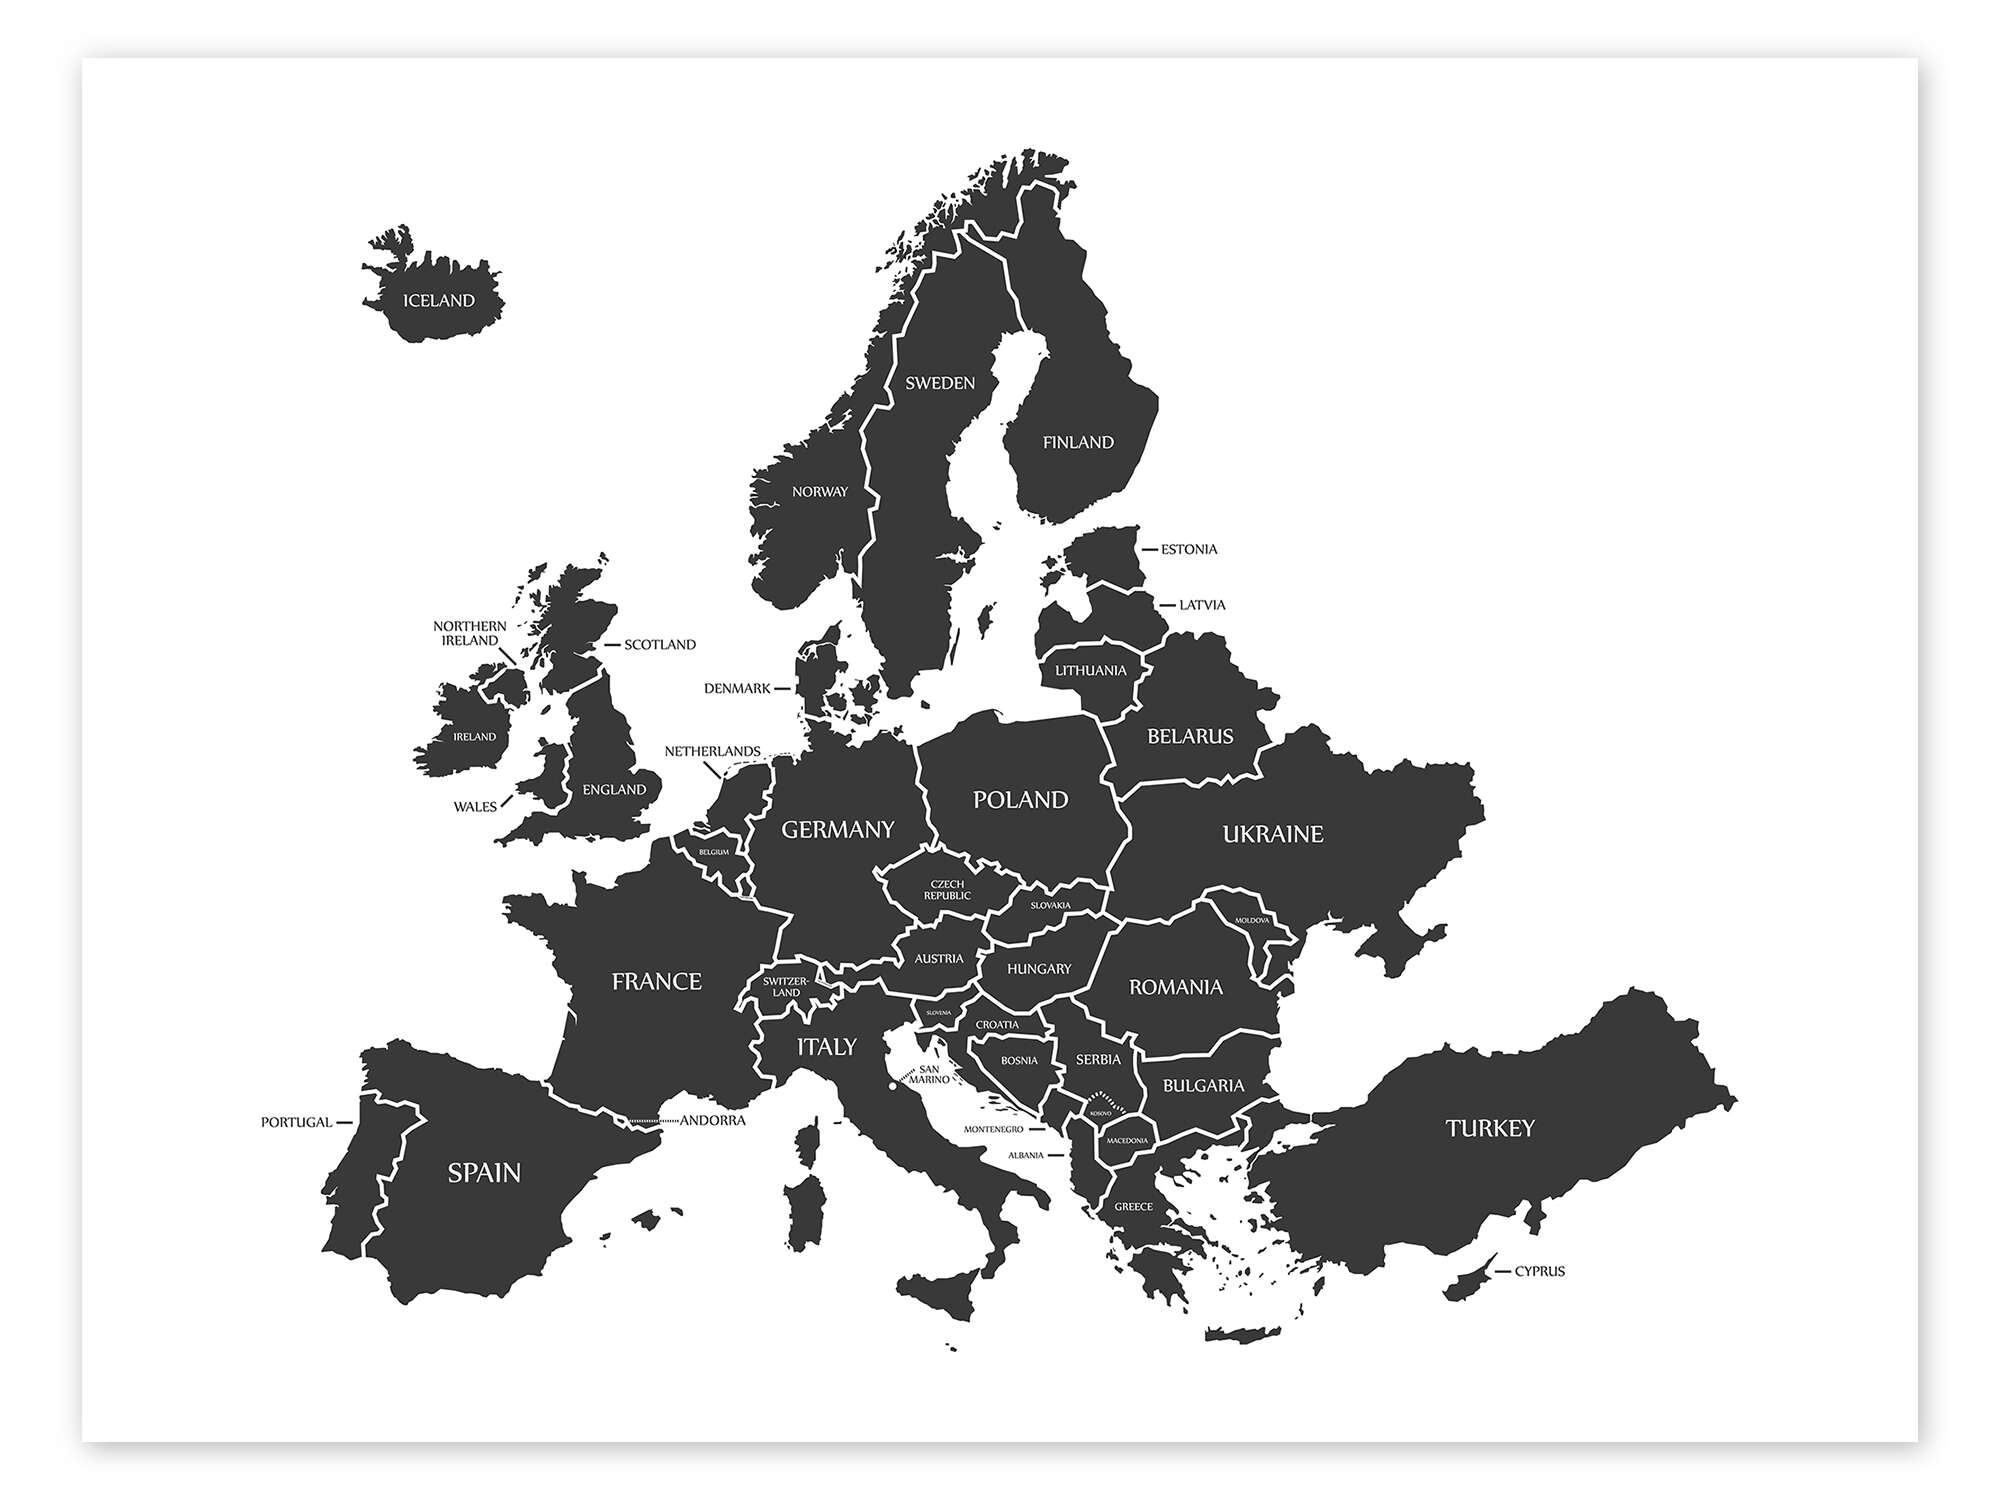 ICELAND
SWEDEN
FINLAND
NORWAY
ESTONIA
LATVIA
NORTHERN
IRELAND
SCOTLAND
LITHUANIA
DENMARK
BELARUS
IRELAND
NETHERLANDS
ENGLAND
WALES
POLAND
GERMANY
UKRAINE
BELGIUM
CZECH
REPUBLIC
SLOVAKIA
MOLDOVA
AUSTRIA
HUNGARY
FRANCE
SWITZER-
LAND
ROMANIA
SLOVENIA
CROATIA
ITALY
BOSNIA
SERBIA
SAN
MARINO
BULGARIA
KOSOVO
PORTUGAL
ANDORRA
MONTENEGRO
TURKEY
MACEDONIA
ALBANIA
SPAIN
GREECE
CYPRUS